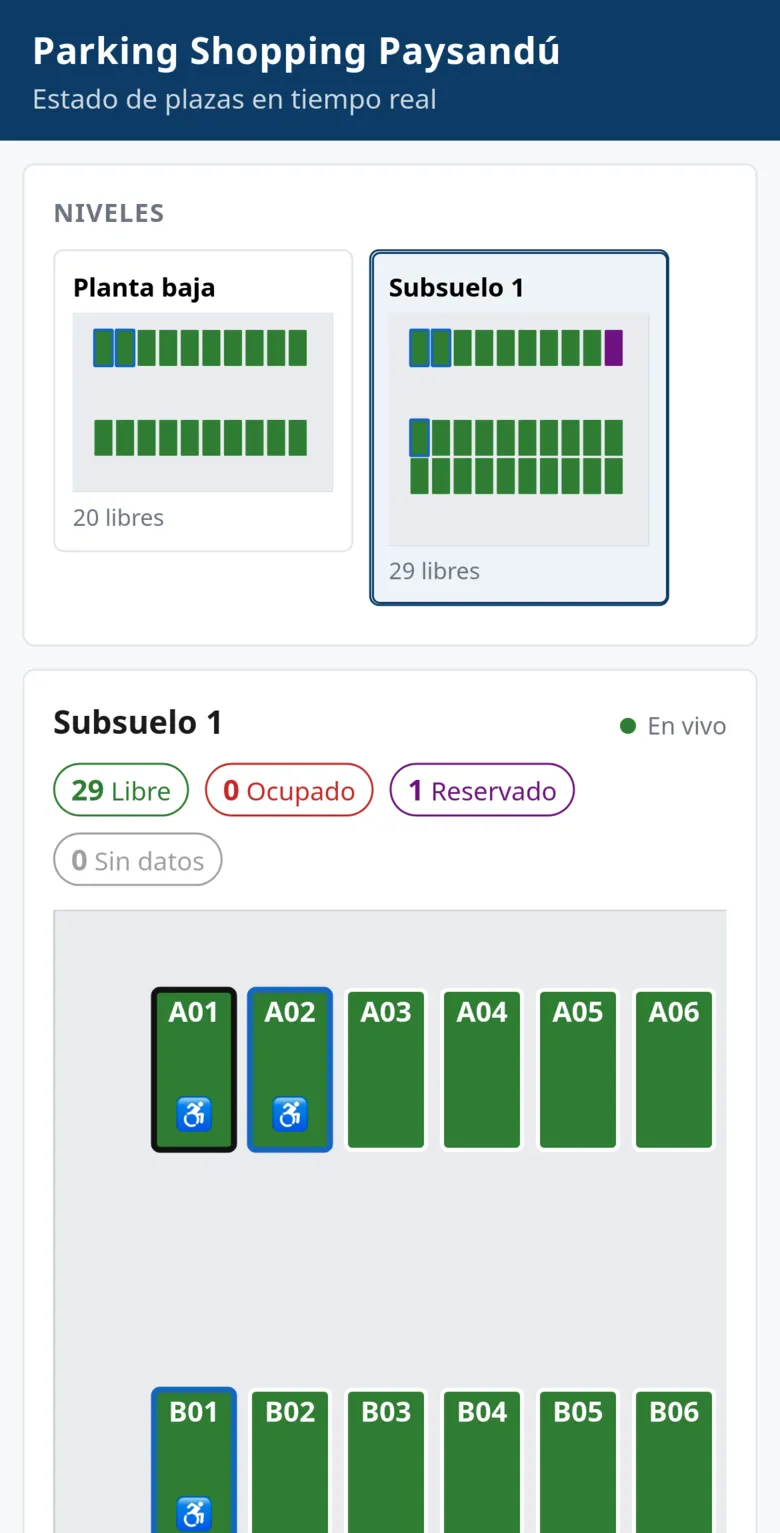 Parking Shopping Paysandú
Estado de plazas en tiempo real
NIVELES
Planta baja
20 libres
Subsuelo 1
29 libres
Subsuelo 1
En vivo
29 Libre
0 Ocupado
1 Reservado
0 Sin datos
A01 A02 A03 A04 A05 A06
B01 B02 B03 B04 B05 B06